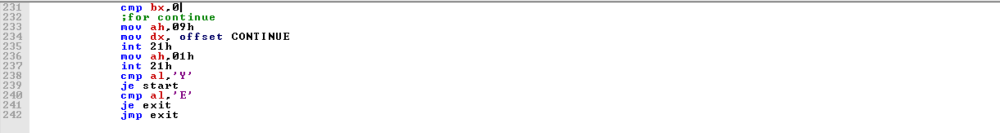 231 cmp bx,0
232 ;for continue
233 mov ah,09h
234 mov dx, offset CONTINUE
235 int 21h
236 mov ah,01h
237 int 21h
238 cmp al,'Y'
239 je start
240 cmp al,'E'
241 je exit
242 jmp exit